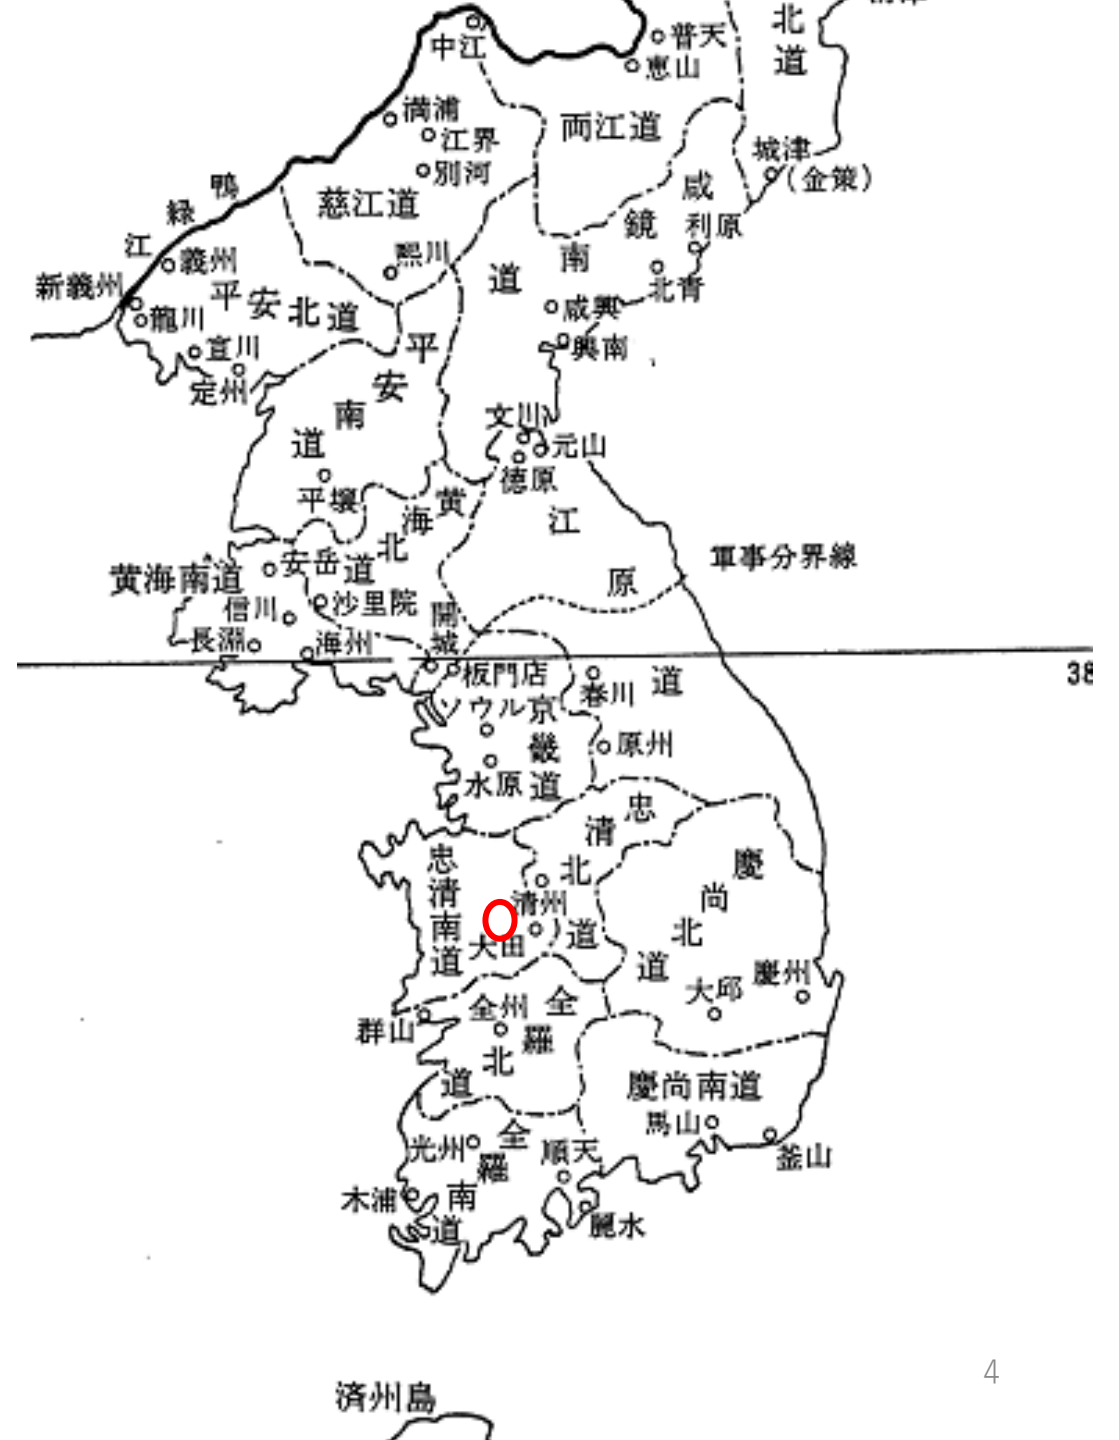 北
道
中江
普天
恵山
満浦
江界
別河
両江道
城津
(金策)
慈江道
鴨
緑
江
咸
鏡
南
道
利原
北青
熙川
義州
新義州
龍川
平安北道
宣川
定州
咸興
興南
平
安
南
道
平壌
文川
元山
徳原
黄
海
北
道
江
原
道
軍事分界線
黄海南道
安岳
信川
沙里院
長淵
海州
開
城
板門店
38
春川
ソウル
京
畿
道
水原
原州
忠
清
北
道
忠
清
南
道
清州
大田
慶
尚
北
道
大邱
慶州
群山
全州
全
羅
北
道
慶尚南道
馬山
釜山
光州
全
羅
南
道
順天
木浦
麗水
済州島
4